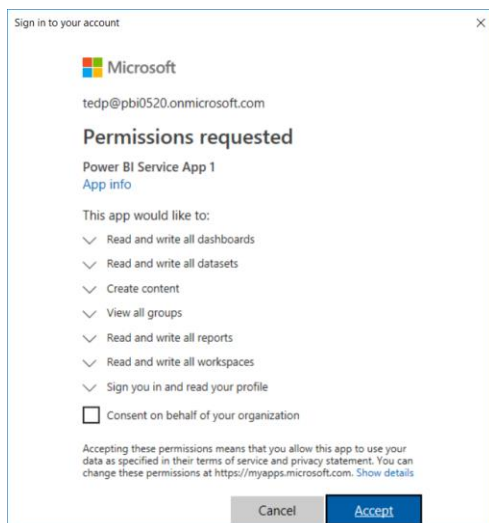 Sign in to your account
Microsoft
tedp@pbi0520.onmicrosoft.com
Permissions requested
Power BI Service App 1
App info
This app would like to:
Read and write all dashboards
Read and write all datasets
Create content
View all groups
Read and write all reports
Read and write all workspaces
Sign you in and read your profile
Consent on behalf of your organization
Accepting these permissions means that you allow this app to use your
data as specified in their terms of service and privacy statement. You can
change these permissions at https://myapps.microsoft.com. Show details
Cancel Accept